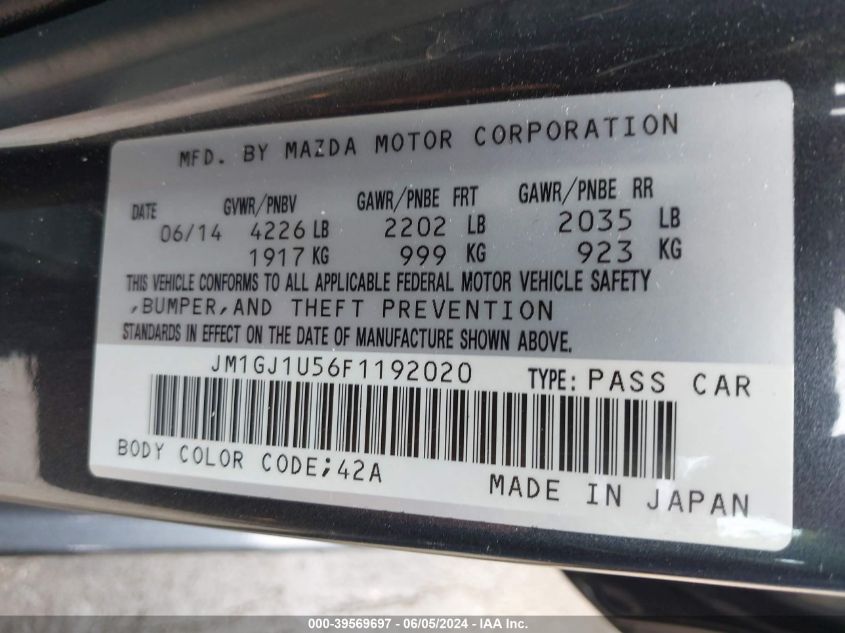 MFD. BY MAZDA MOTOR CORPORATION
DATE GVWR/PNBV GAWR/PNBE FRT GAWR/PNBE RR
06/14 4226 LB 2202 LB 2035 LB
1917 KG 999 KG 923 KG
THIS VEHICLE CONFORMS TO ALL APPLICABLE FEDERAL MOTOR VEHICLE SAFETY
,BUMPER,AND THEFT PREVENTION
STANDARDS IN EFFECT ON THE DATE OF MANUFACTURE SHOWN ABOVE.
JM1GJ1U56F1192020 TYPE: PASS CAR
BODY COLOR CODE;42A MADE IN JAPAN
000-39569697 - 06/05/2024 - IAA Inc.